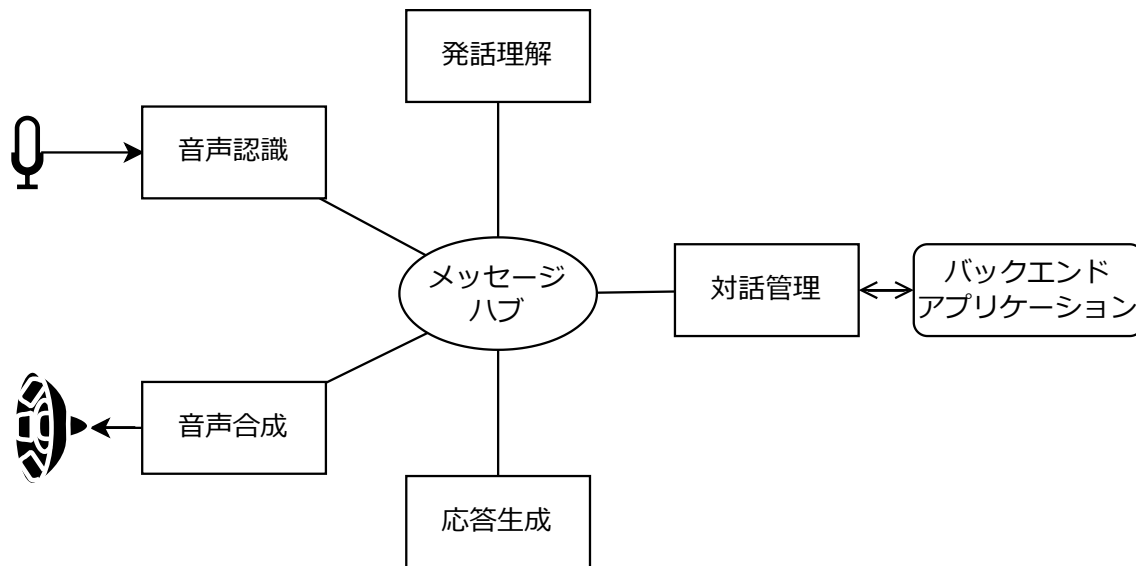 発話理解
音声認識
メッセージ
ハブ
対話管理
バックエンド
アプリケーション
音声合成
応答生成